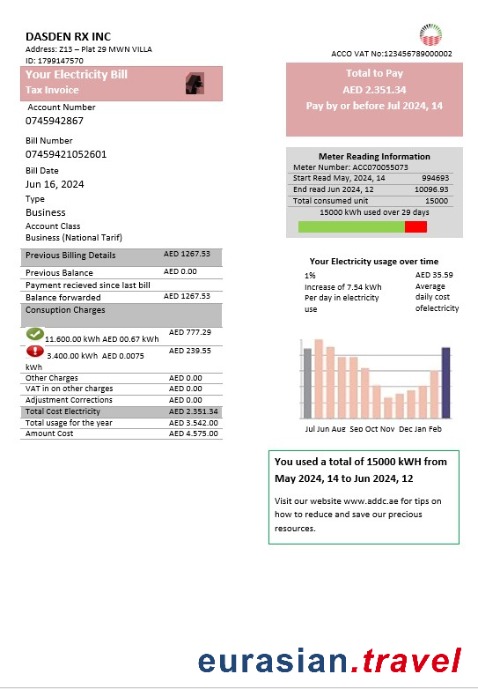 DASDEN RX INC
Address: Z13 – Plat 29 MWN VILLA
ID: 1799147570
Your Electricity Bill
Tax Invoice
Account Number
0745942867
Bill Number
07459421052601
Bill Date
Jun 16, 2024
Type
Business
Account Class
Business (National Tarif)
Previous Billing Details AED 1267.53
Previous Balance AED 0.00
Payment recieved since last bill
Balance forwarded AED 1267.53
Consuption Charges
11.600.00 kWh AED 00.67 kWh AED 777.29
3.400.00 kWh AED 0.0075 kWh AED 239.55
Other Charges AED 0.00
VAT in on other charges AED 0.00
Adjustment Corrections AED 0.00
Total Cost Electricity AED 2.351.34
Total usage for the year AED 3.542.00
Amount Cost AED 4.575.00
ACCO VAT No:123456789000002
Total to Pay
AED 2.351.34
Pay by or before Jul 2024, 14
Meter Reading Information
Meter Number: ACC070055073
Start Read May, 2024, 14 994693
End read Jun 2024, 12 10096.93
Total consumed unit 15000
15000 kWh used over 29 days
Your Electricity usage over time
1%
Increase of 7.54 kWh
Per day in electricity
use
AED 35.59
Average
daily cost
ofelectricity
Jul Jun Aug Sep Oct Nov Dec Jan Feb
You used a total of 15000 kWH from
May 2024, 14 to Jun 2024, 12
Visit our website www.addc.ae for tips on
how to reduce and save our precious
resources.
eurasian.travel